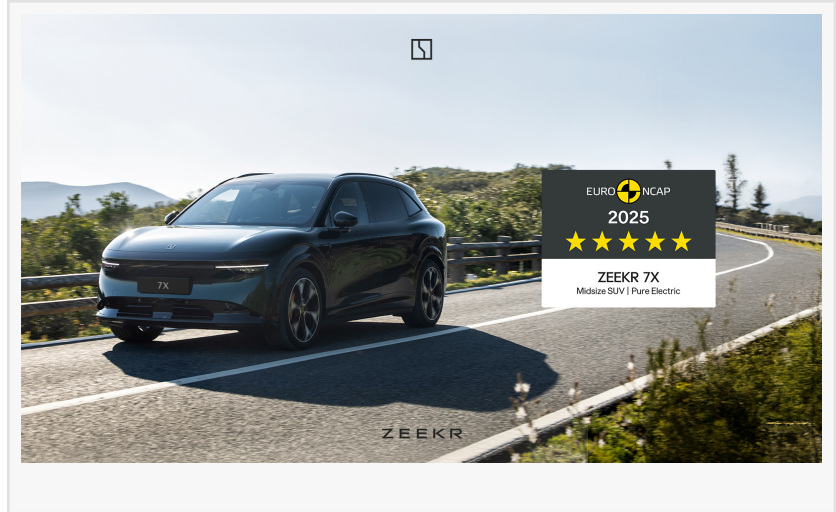 EURO NCAP
2025
ZEEKR 7X
Midsize SUV | Pure Electric
7X
ZEEKR